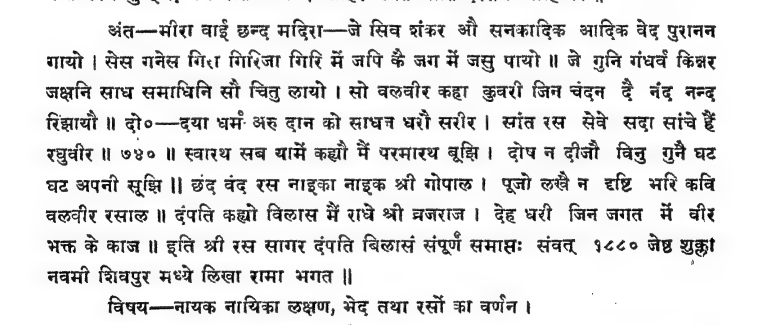 अंत—मीरा वाई छन्द मदिरा—जे सिव शंकर औ सनकादिक आदिक वेद पुरानन
गायो । सेस गनेस गिरा गिरिजा गिरि में जपि कै जग में जसु पायो ॥ जे गुनि गंधर्व किन्नर
जक्षनि साध समाधिनि सौ चितु लायो । सो वलवीर कहा कुवरी जिन चंदन दै नंद नन्द
रिझायौ ॥ दो०—दया धर्म अरु दान को साधन धरौ सरीर । सांत रस सेवे सदा सांचे हैं
रघुवीर ॥ ७४० ॥ स्वारथ सब यामें कह्यौ मैं परमारथ बूझि । दोष न दीजौ विनु गुनै घट
घट अपनी सूझि ॥ छंद वंद रस नाइका नाइक श्री गोपाल । पूजो लखै न दृष्टि भरि कवि
वलवीर रसाल ॥ दंपति कह्यो विलास मैं राधे श्री व्रजराज । देह धरी जिन जगत में वीर
भक्त के काज ॥ इति श्री रस सागर दंपति बिलासं संपूर्ण समाप्तः संवत् १८८० जेष्ठ शुक्ला
नवमी शिवपुर मध्ये लिखा रामा भगत ॥
विषय—नायक नायिका लक्षण, भेद तथा रसों का वर्णन ।